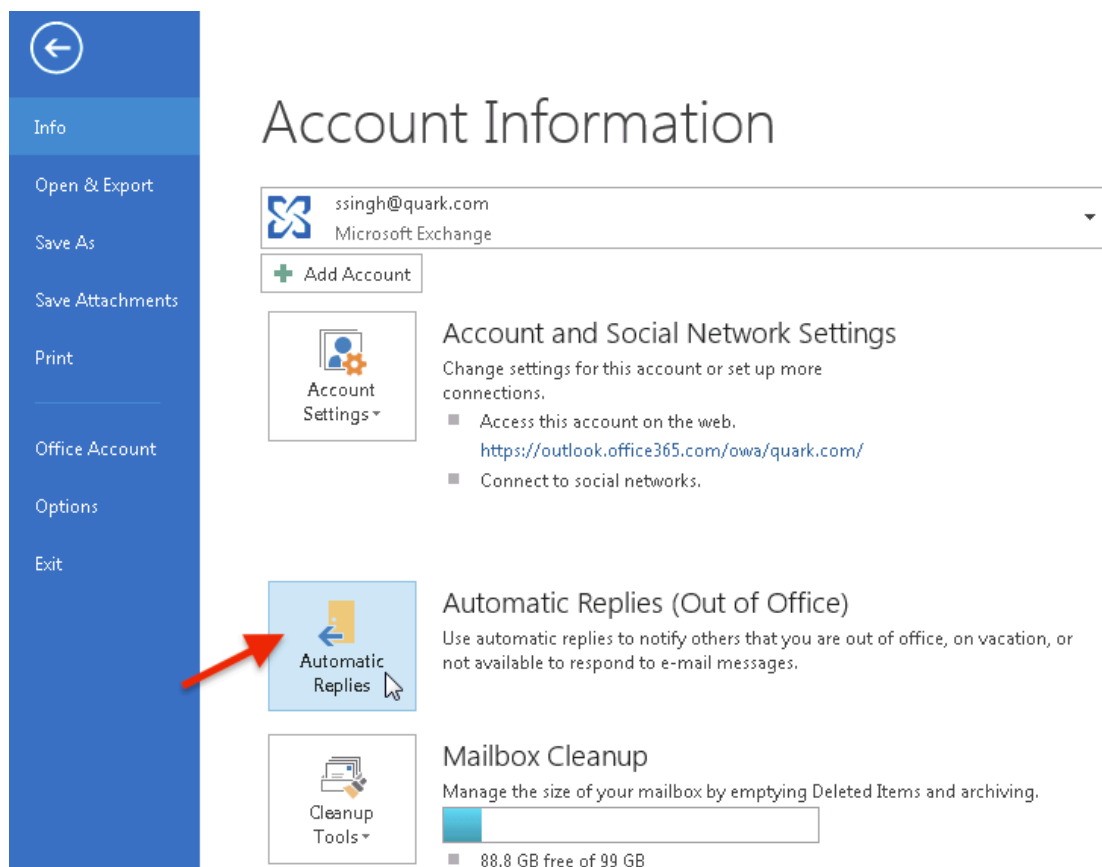 Info
Open & Export
Save As
Save Attachments
Print
Office Account
Options
Exit
Account Information
ssingh@quark.com
Microsoft Exchange
Add Account
Account
Settings
Account and Social Network Settings
Change settings for this account or set up more
connections.
Access this account on the web.
https://outlook.office365.com/owa/quark.com/
Connect to social networks.
Automatic
Replies
Automatic Replies (Out of Office)
Use automatic replies to notify others that you are out of office, on vacation, or
not available to respond to e-mail messages.
Cleanup
Tools
Mailbox Cleanup
Manage the size of your mailbox by emptying Deleted Items and archiving.
88.8 GB free of 99 GB